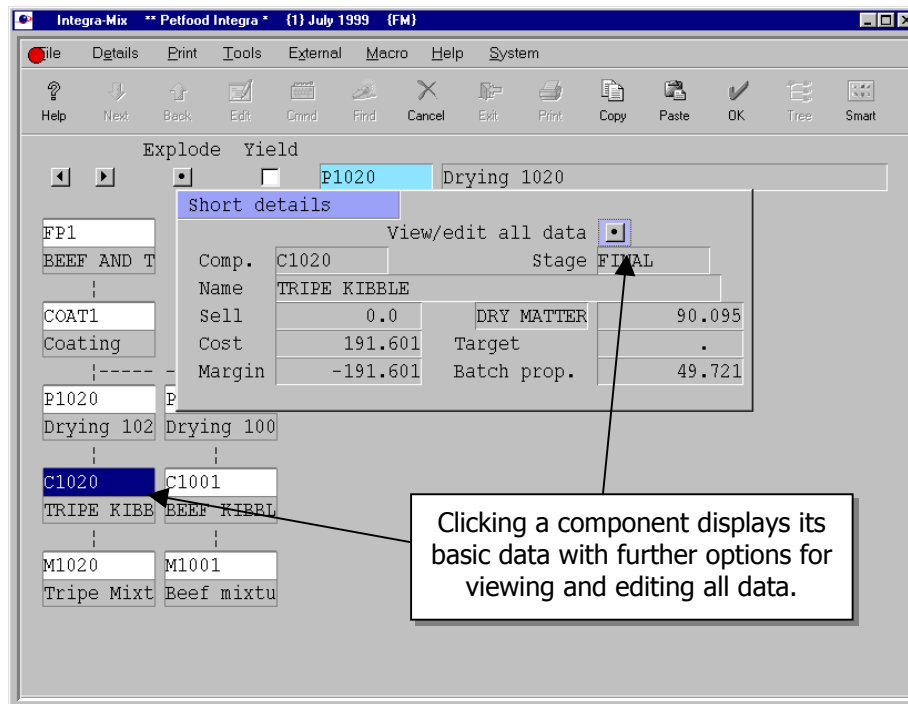 Integra-Mix ** Petfood Integra * {1} July 1999 {FM}
File Details Print Tools External Macro Help System
Help Next Back Edit Cmnd Find Cancel Exit Print Copy Paste OK Tree Smart
Explode Yield
P1020 Drying 1020
Short details
View/edit all data
FP1
BEEF AND T
Comp. C1020 Stage FINAL
Name TRIPE KIBBLE
COAT1
Sell 0.0 DRY MATTER 90.095
Coating
Cost 191.601 Target .
Margin -191.601 Batch prop. 49.721
P1020 P
Drying 102 Drying 100
C1020 C1001
TRIPE KIBB BEEF KIBBL
M1020 M1001
Tripe Mixt Beef mixtu
Clicking a component displays its
basic data with further options for
viewing and editing all data.